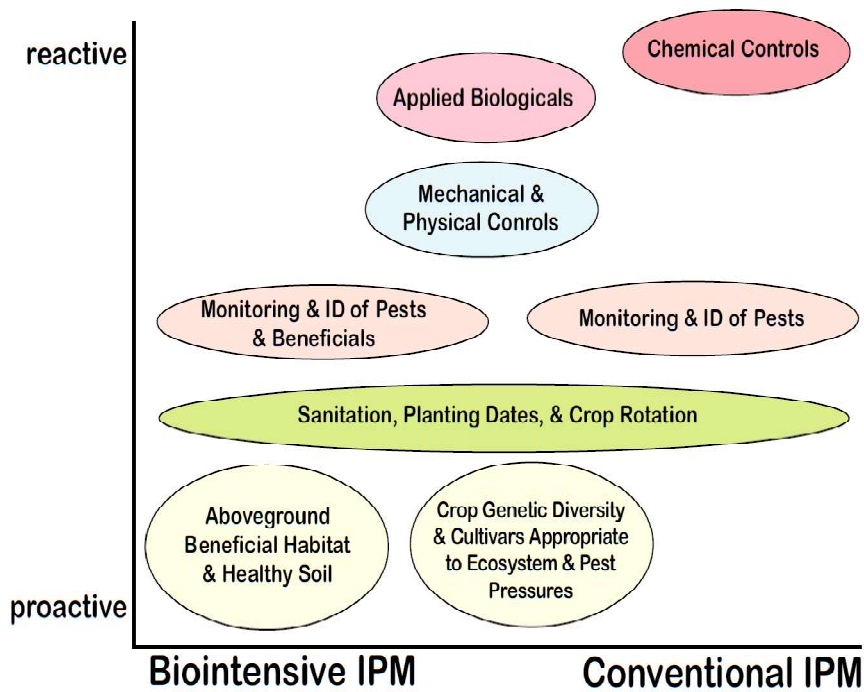 reactive
Chemical Controls
Applied Biologicals
Mechanical &
Physical Conrols
Monitoring & ID of Pests
& Beneficials
Monitoring & ID of Pests
Sanitation, Planting Dates, & Crop Rotation
Aboveground
Beneficial Habitat
& Healthy Soil
Crop Genetic Diversity
& Cultivars Appropriate
to Ecosystem & Pest
Pressures
proactive
Biointensive IPM
Conventional IPM